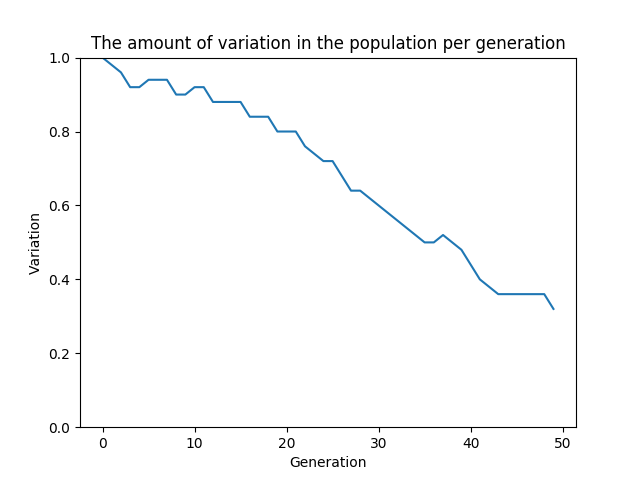 The amount of variation in the population per generation
1.0
0.8
0.6
0.4
0.2
0.0
Variation
0 10 20 30 40 50
Generation